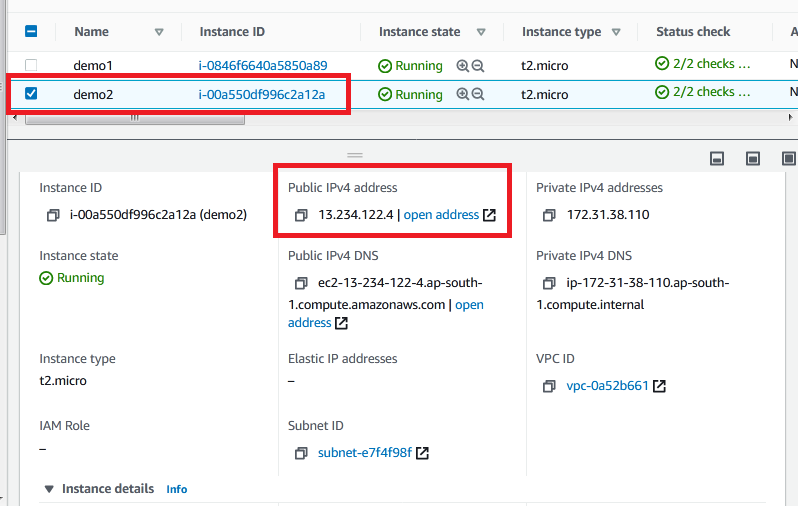 Name Instance ID Instance state Instance type Status check A
demo1 i-0846f6640a5850a89 Running t2.micro 2/2 checks ... N
demo2 i-00a550df996c2a12a Running t2.micro 2/2 checks ... N
Instance ID Public IPv4 address Private IPv4 addresses
i-00a550df996c2a12a (demo2) 13.234.122.4 | open address 172.31.38.110
Instance state Public IPv4 DNS Private IPv4 DNS
Running ec2-13-234-122-4.ap-south- ip-172-31-38-110.ap-south-
1.compute.amazonaws.com | open 1.compute.internal
address
Instance type Elastic IP addresses VPC ID
t2.micro – vpc-0a52b661
IAM Role Subnet ID
– subnet-e7f4f98f
Instance details Info